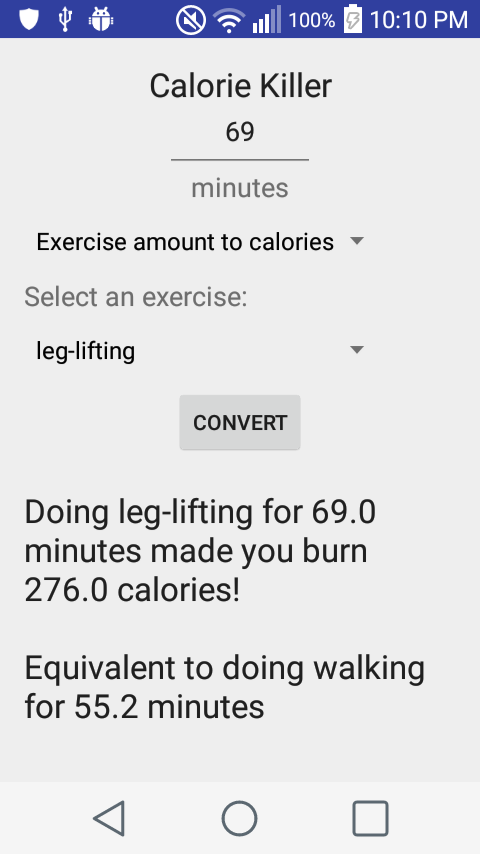 100% 10:10 PM
Calorie Killer
69
minutes
Exercise amount to calories
Select an exercise:
leg-lifting
CONVERT
Doing leg-lifting for 69.0
minutes made you burn
276.0 calories!
Equivalent to doing walking
for 55.2 minutes